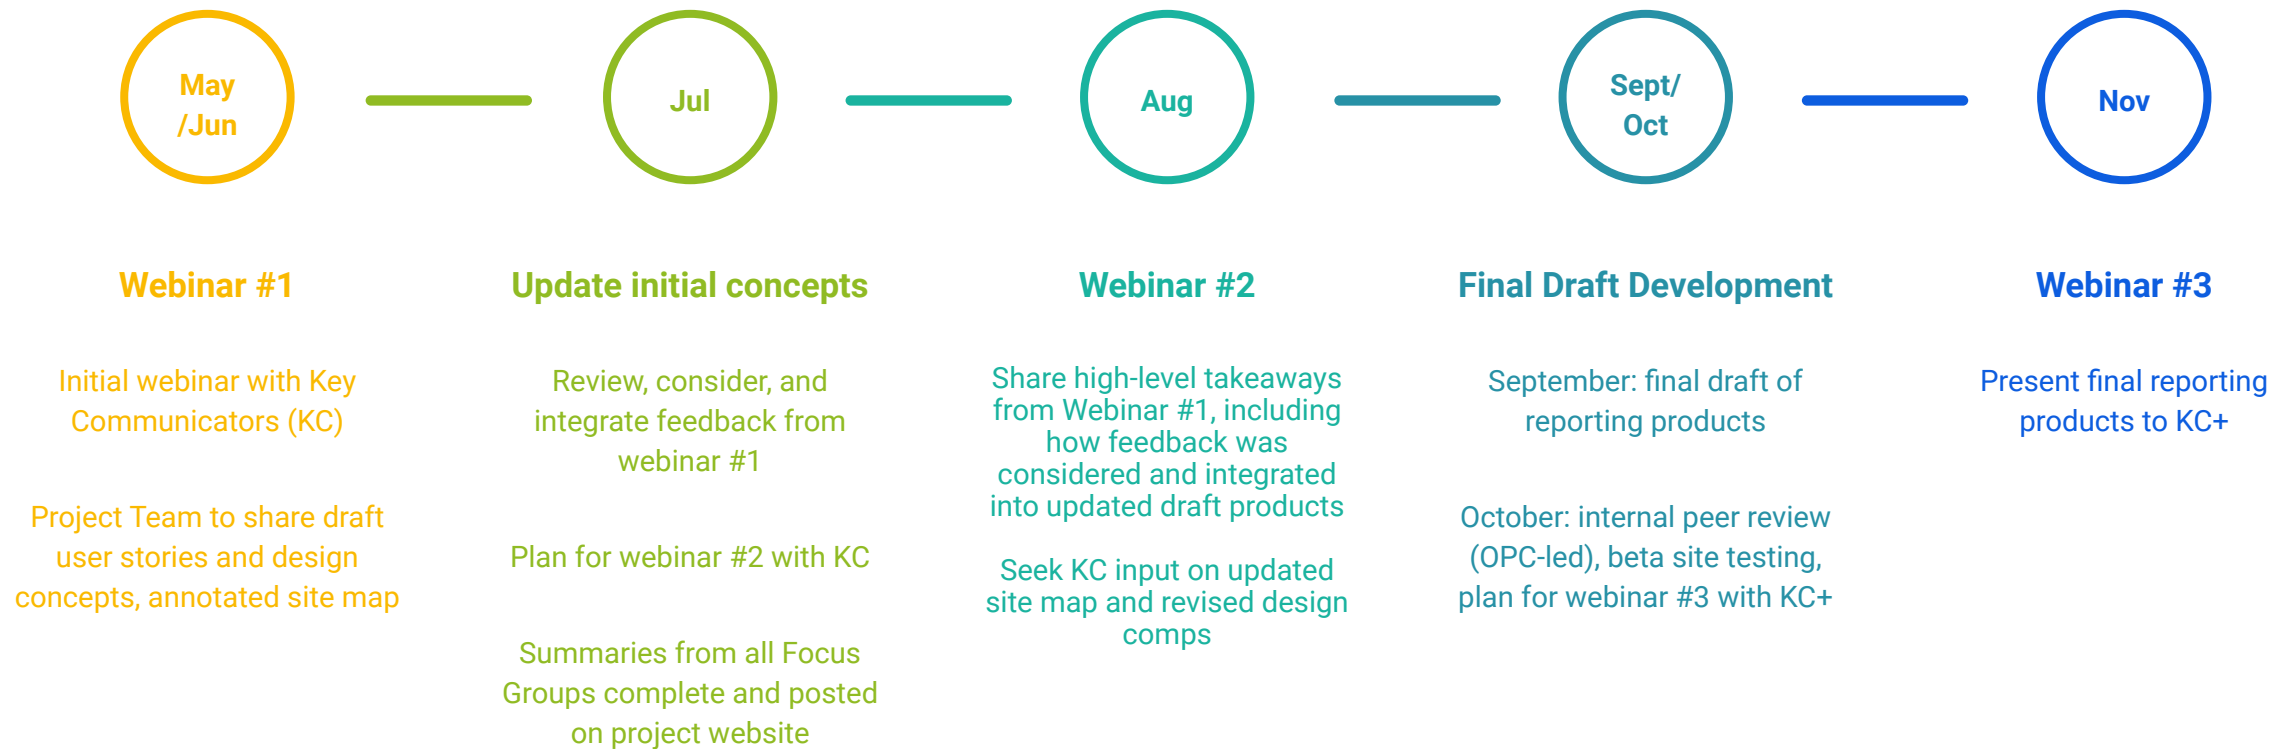 May
/Jun
Jul
Aug
Sept/
Oct
Nov
Webinar #1
Initial webinar with Key
Communicators (KC)
Project Team to share draft
user stories and design
concepts, annotated site map
Update initial concepts
Review, consider, and
integrate feedback from
webinar #1
Plan for webinar #2 with KC
Summaries from all Focus
Groups complete and posted
on project website
Webinar #2
Share high-level takeaways
from Webinar #1, including
how feedback was
considered and integrated
into updated draft products
Seek KC input on updated
site map and revised design
comps
Final Draft Development
September: final draft of
reporting products
October: internal peer review
(OPC-led), beta site testing,
plan for webinar #3 with KC+
Webinar #3
Present final reporting
products to KC+